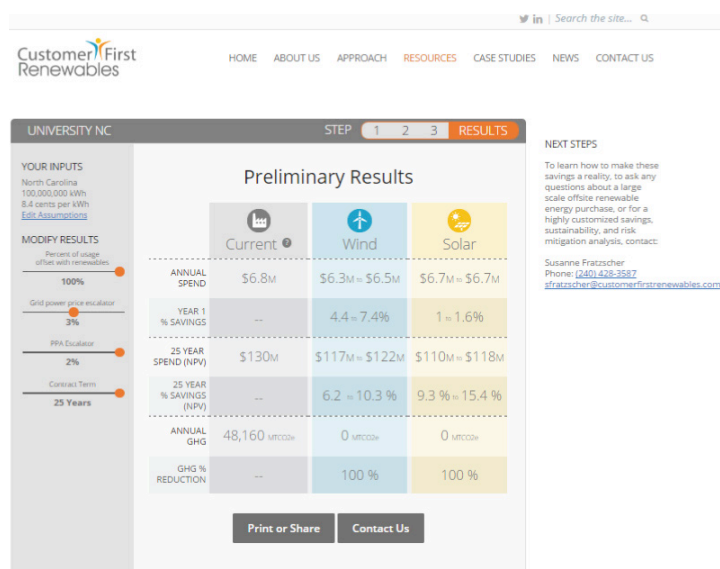 Search the site...
Customer First
Renewables
HOME ABOUT US APPROACH RESOURCES CASE STUDIES NEWS CONTACT US
UNIVERSITY NC
STEP 1 2 3 RESULTS
YOUR INPUTS
North Carolina
100,000,000 kWh
8.4 cents per kWh
Edit Assumptions
MODIFY RESULTS
Percent of usage
offset with renewables
100%
Grid power price escalator
3%
PPA Escalator
2%
Contract Term
25 Years
Preliminary Results
Current ? Wind Solar
ANNUAL
SPEND
$6.8M $6.3M to $6.5M $6.7M to $6.7M
YEAR 1
% SAVINGS
-- 4.4 to 7.4% 1 to 1.6%
25 YEAR
SPEND (NPV)
$130M $117M to $122M $110M to $118M
25 YEAR
% SAVINGS
(NPV)
-- 6.2 to 10.3 % 9.3 % to 15.4 %
ANNUAL
GHG
48,160 MTCO2e 0 MTCO2e 0 MTCO2e
GHG %
REDUCTION
-- 100 % 100 %
Print or Share Contact Us
NEXT STEPS
To learn how to make these
savings a reality, to ask any
questions about a large
scale offsite renewable
energy purchase, or for a
highly customized savings,
sustainability, and risk
mitigation analysis, contact:
Susanne Fratzscher
Phone: (240) 428-3587
sfratzscher@customerfirstrenewables.com